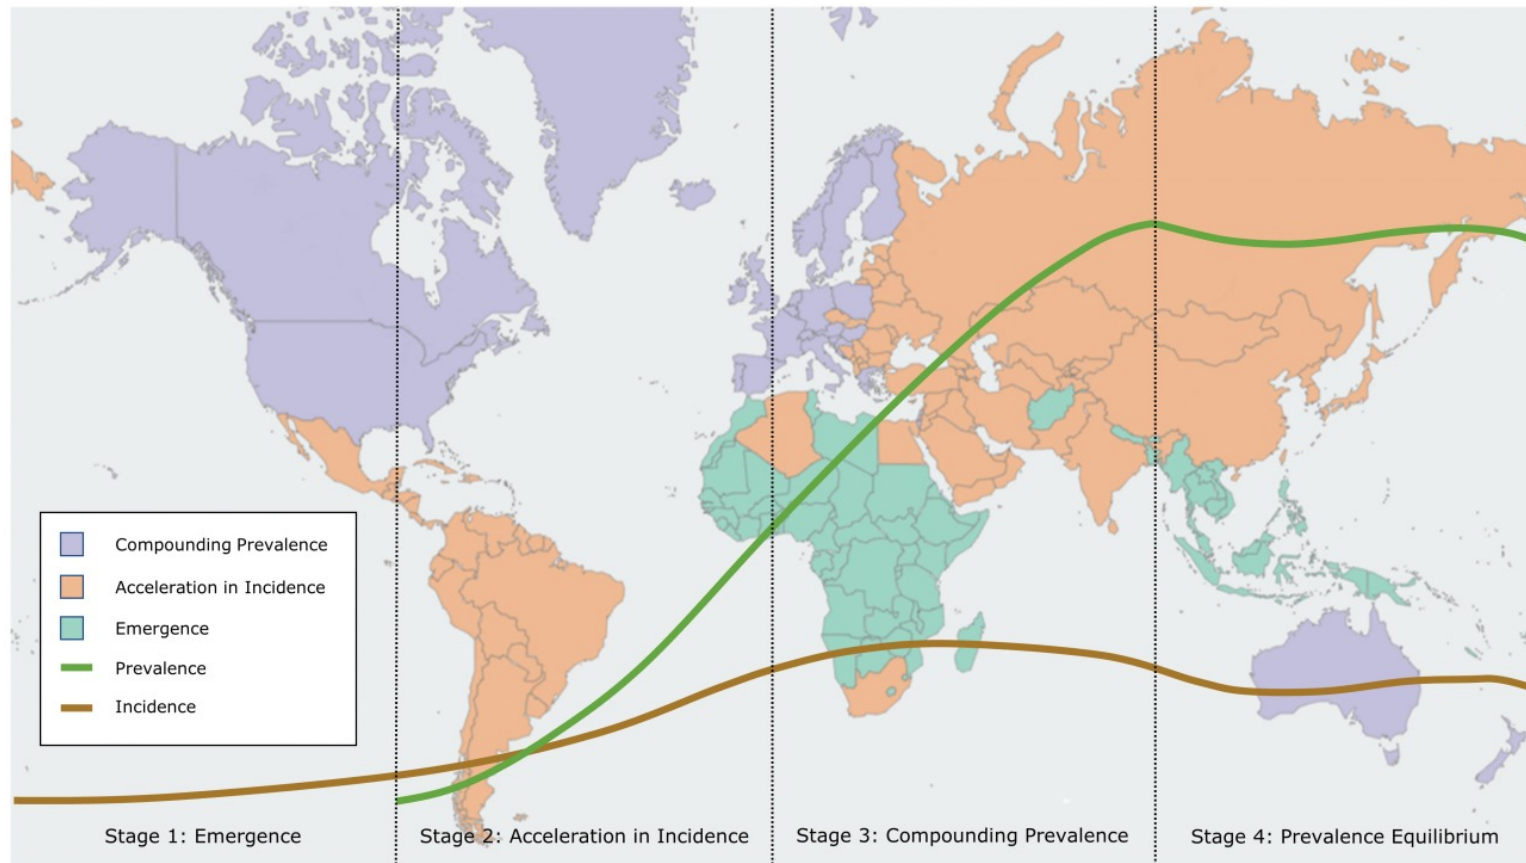 Compounding Prevalence
Acceleration in Incidence
Emergence
Prevalence
Incidence
Stage 1: Emergence
Stage 2: Acceleration in Incidence
Stage 3: Compounding Prevalence
Stage 4: Prevalence Equilibrium